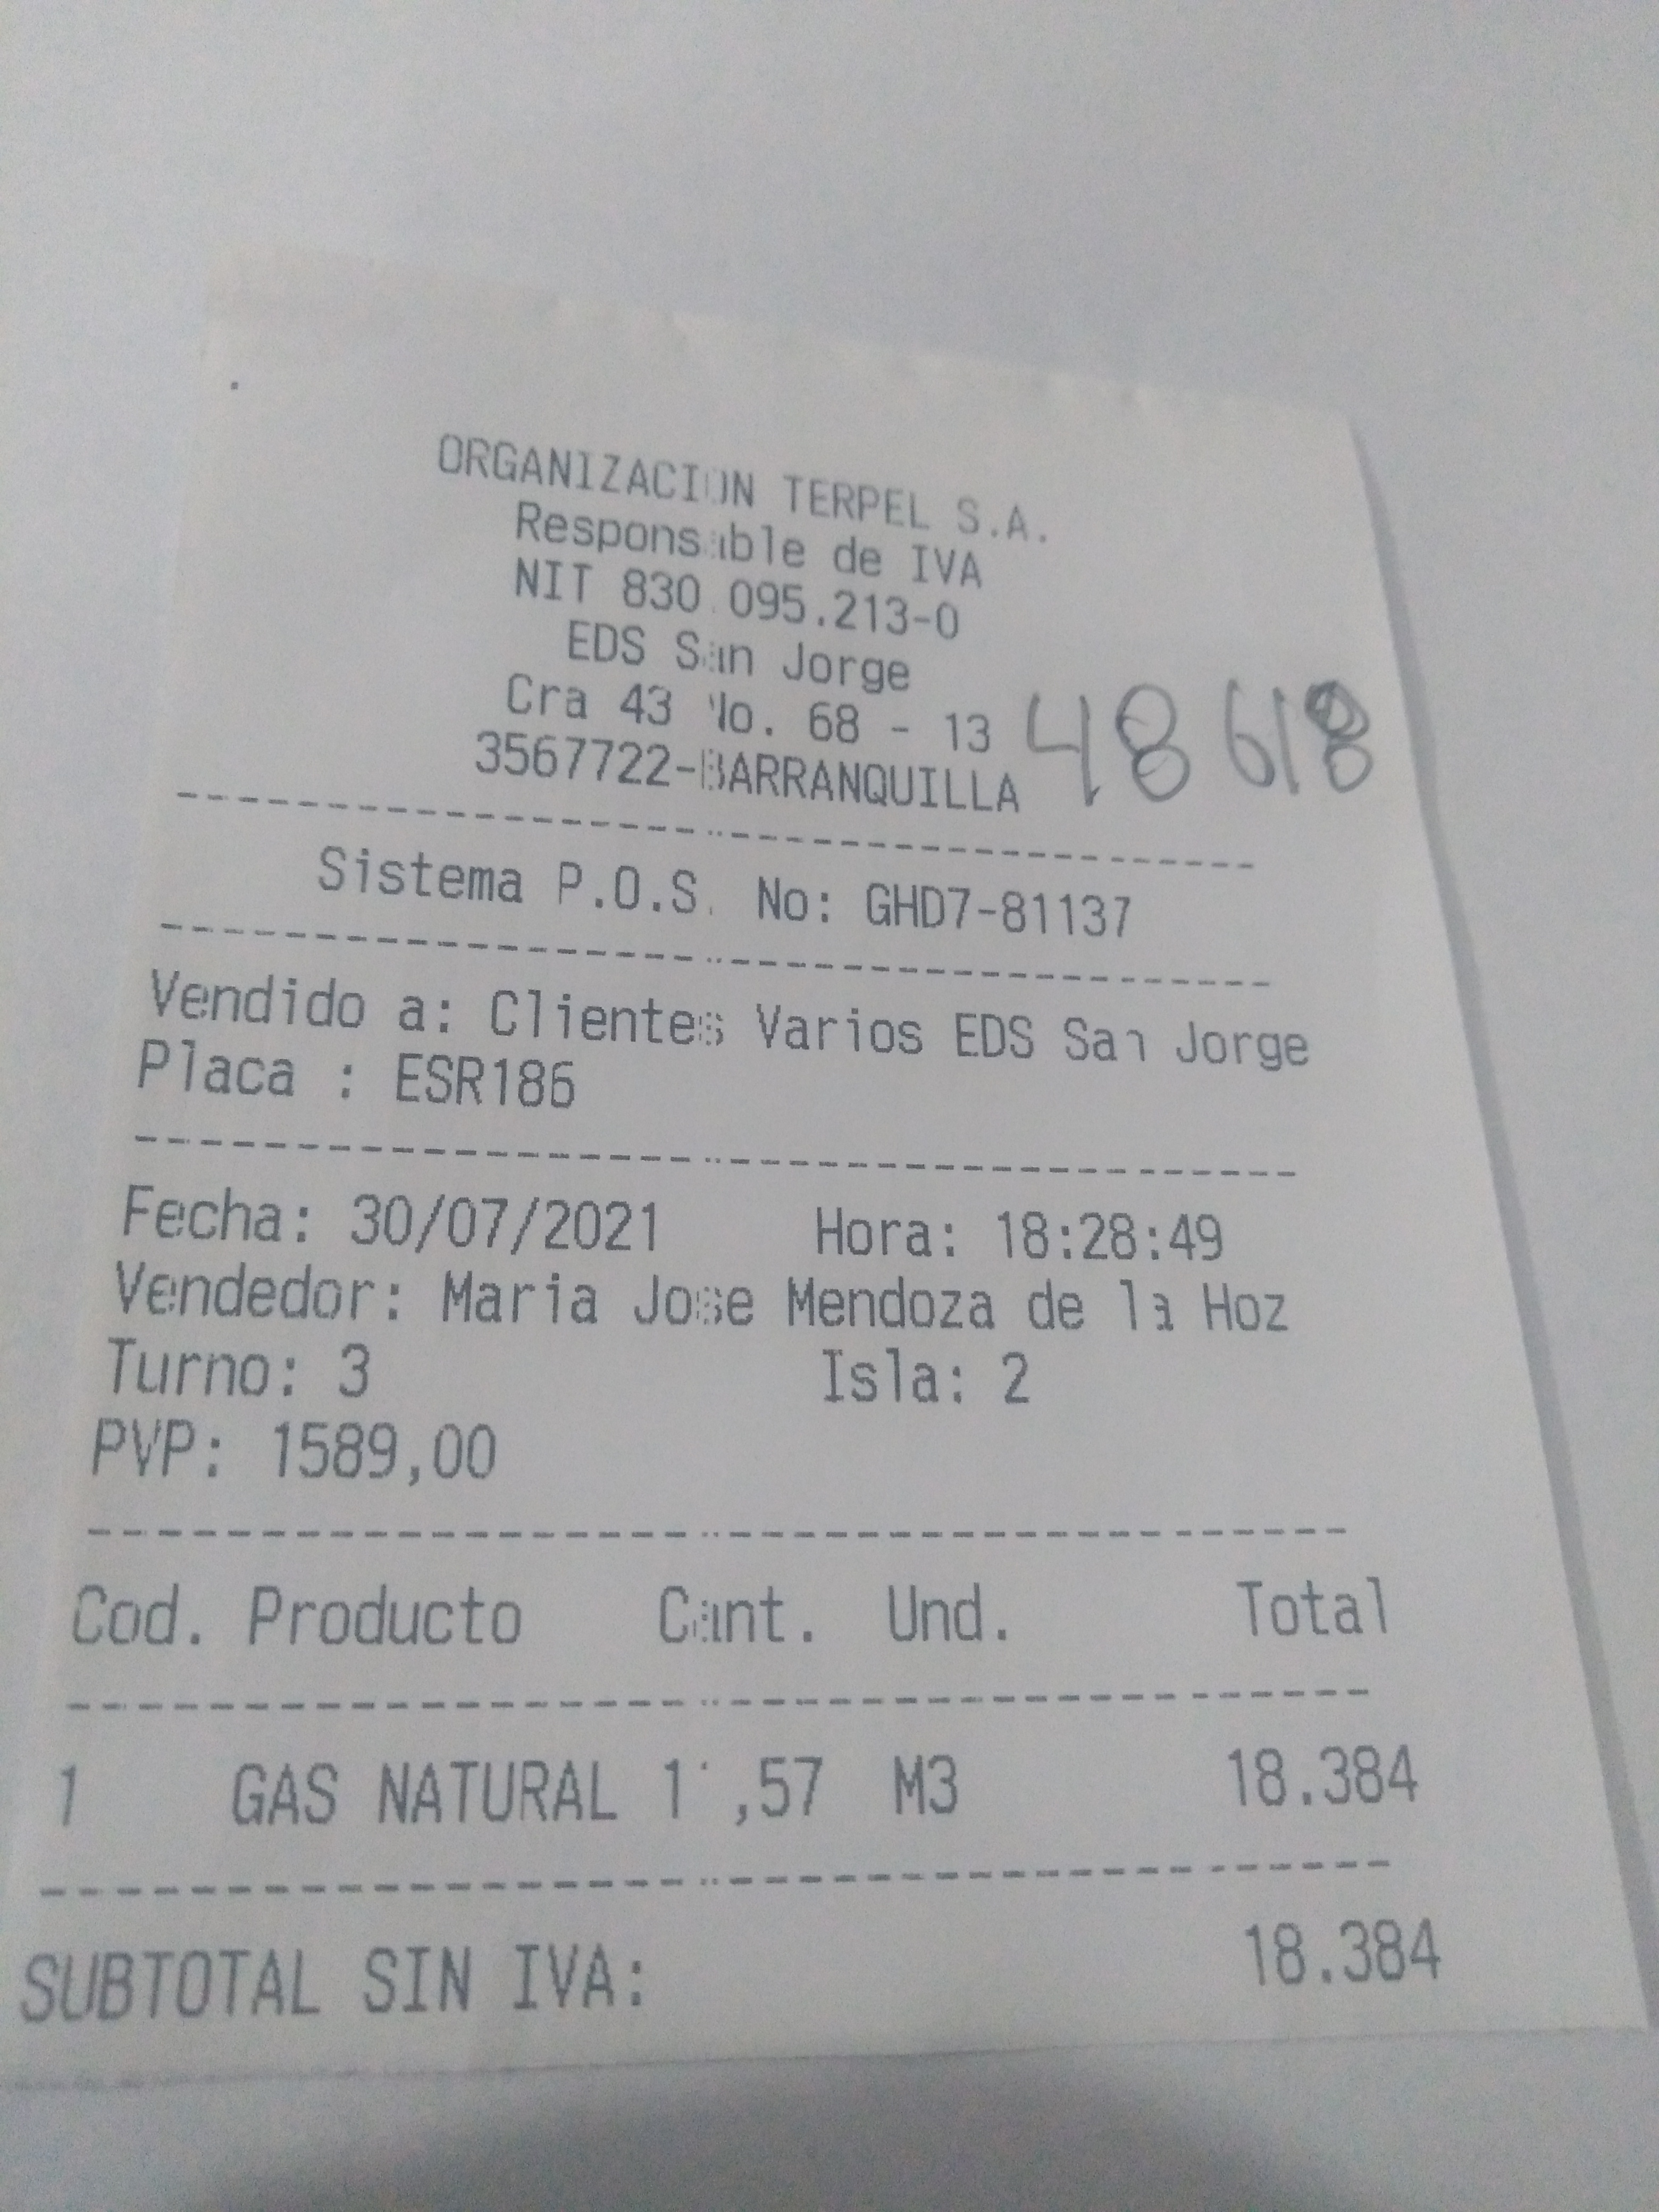 ORGANIZACION TERPEL S.A.
Responsable de IVA
NIT 830.095.213-0
EDS San Jorge
Cra 43 No. 68 - 13
48618
3567722-BARRANQUILLA
Sistema P.O.S. No: GHD7-81137
Vendido a: Clientes Varios EDS San Jorge
Placa : ESR186
Fecha: 30/07/2021 Hora: 18:28:49
Vendedor: Maria Jose Mendoza de la Hoz
Turno: 3 Isla: 2
PVP: 1589,00
Cod. Producto Cant. Und. Total
1 GAS NATURAL 11,57 M3 18.384
SUBTOTAL SIN IVA: 18.384